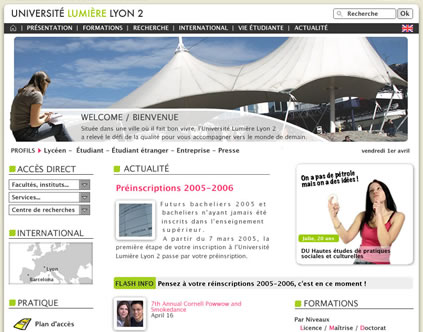 UNIVERSITÉ LUMIÈRE LYON 2
Recherche
Ok
PRÉSENTATION | FORMATIONS | RECHERCHE | INTERNATIONAL | VIE ÉTUDIANTE | ACTUALITÉ
WELCOME / BIENVENUE
Située dans une ville où il fait bon vivre, l'Université Lumière Lyon 2
a relevé le défi de la qualité pour vous accompagner vers le monde de demain
PROFILS Lycéen - Étudiant - Étudiant étranger - Entreprise - Presse
vendredi 1er avril
ACCÈS DIRECT
Facultés, instituts...
Services...
Centre de recherches
INTERNATIONAL
Lyon
Barcelona
PRATIQUE
Plan d'accès
ACTUALITÉ
Préinscriptions 2005-2006
Futurs bacheliers 2005 et
bacheliers n'ayant jamais été
inscrits dans l'enseignement
supérieur.
A partir du 7 mars 2005, la
première étape de votre inscription à l'Université
Lumière Lyon 2 passe par votre préinription.
FLASH INFO Pensez à votre réinscriptions 2005-2006, c'est en ce moment !
7th Annual Cornell Powwow and
Smokedance
April 16
On a pas de pétrole
mais on a des idées !
Julie, 20 ans
DU Hautes études de pratiques
sociales et culturelles
FORMATIONS
Par Niveaux
Licence / Maîtrise / Doctorat